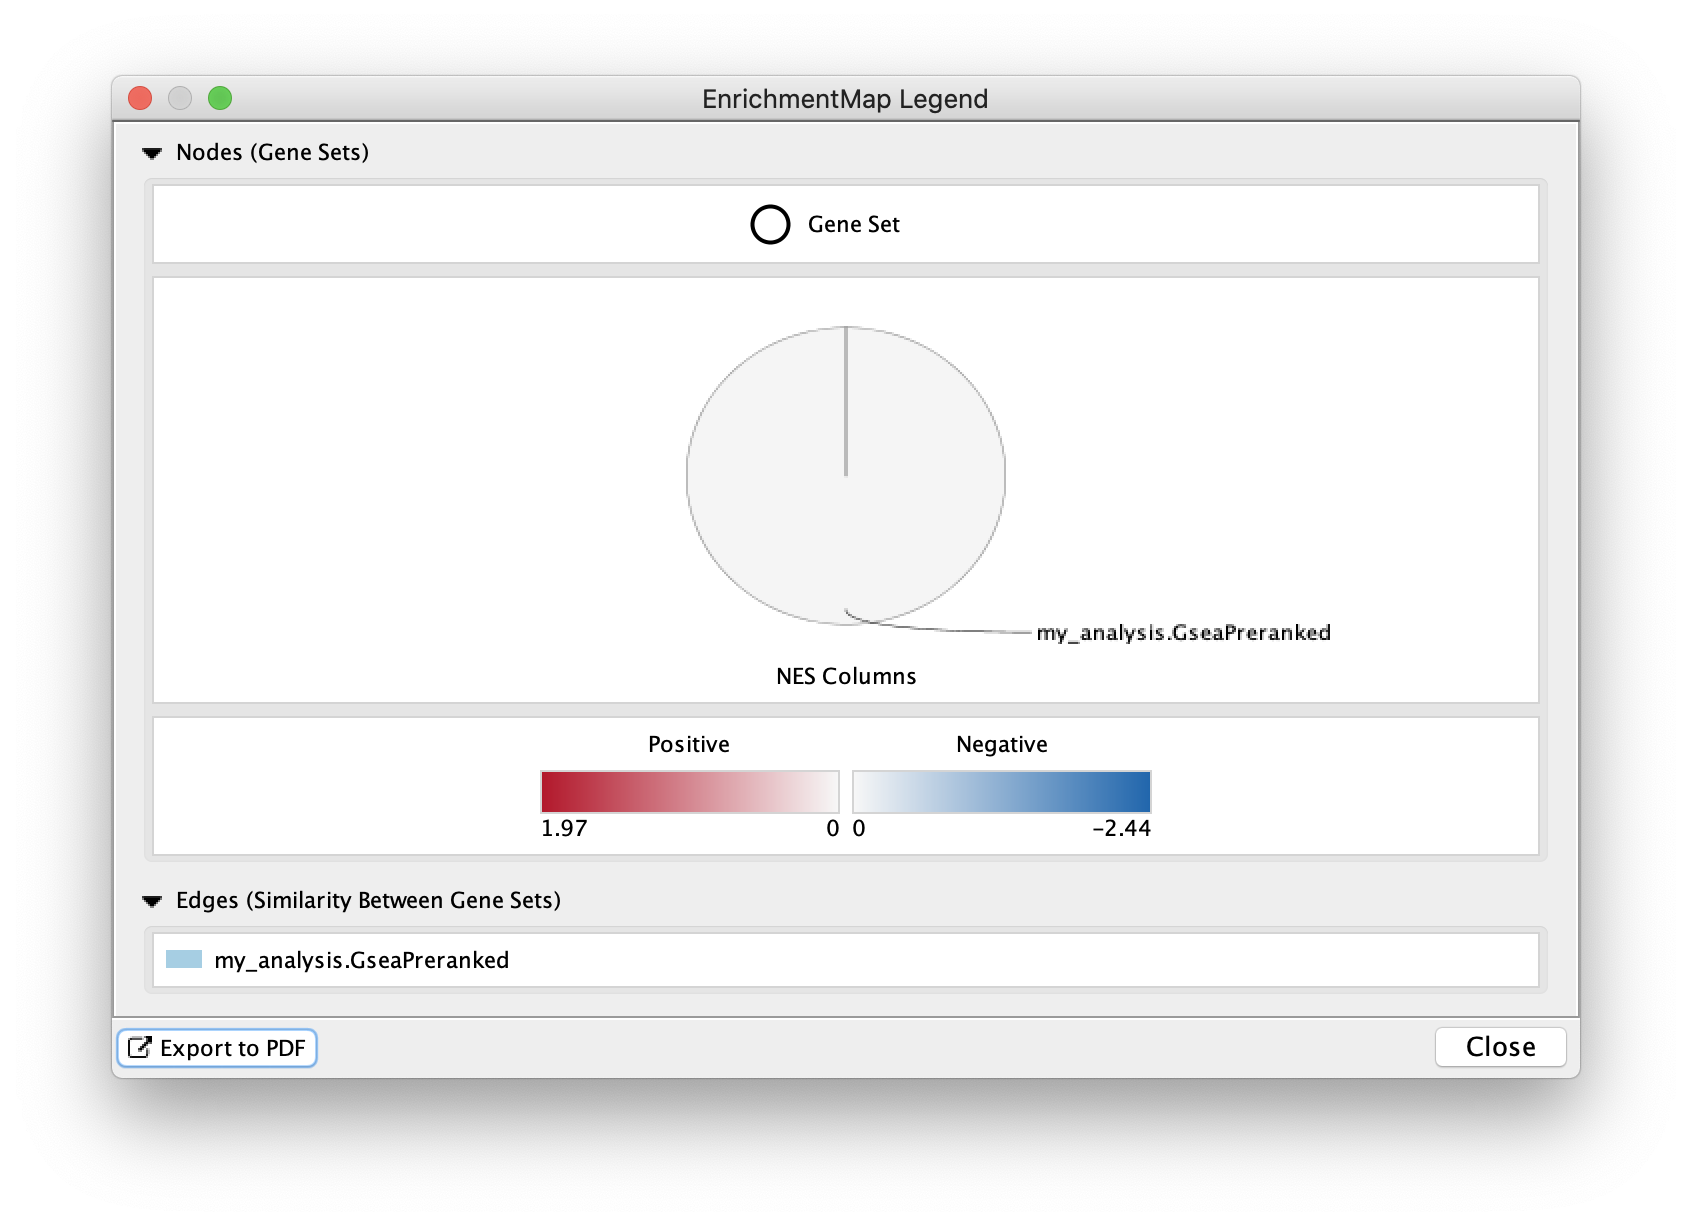 EnrichmentMap Legend
Nodes (Gene Sets)
Gene Set
my_analysis.GseaPreranked
NES Columns
Positive Negative
1.97 0 0 −2.44
Edges (Similarity Between Gene Sets)
my_analysis.GseaPreranked
Export to PDF Close